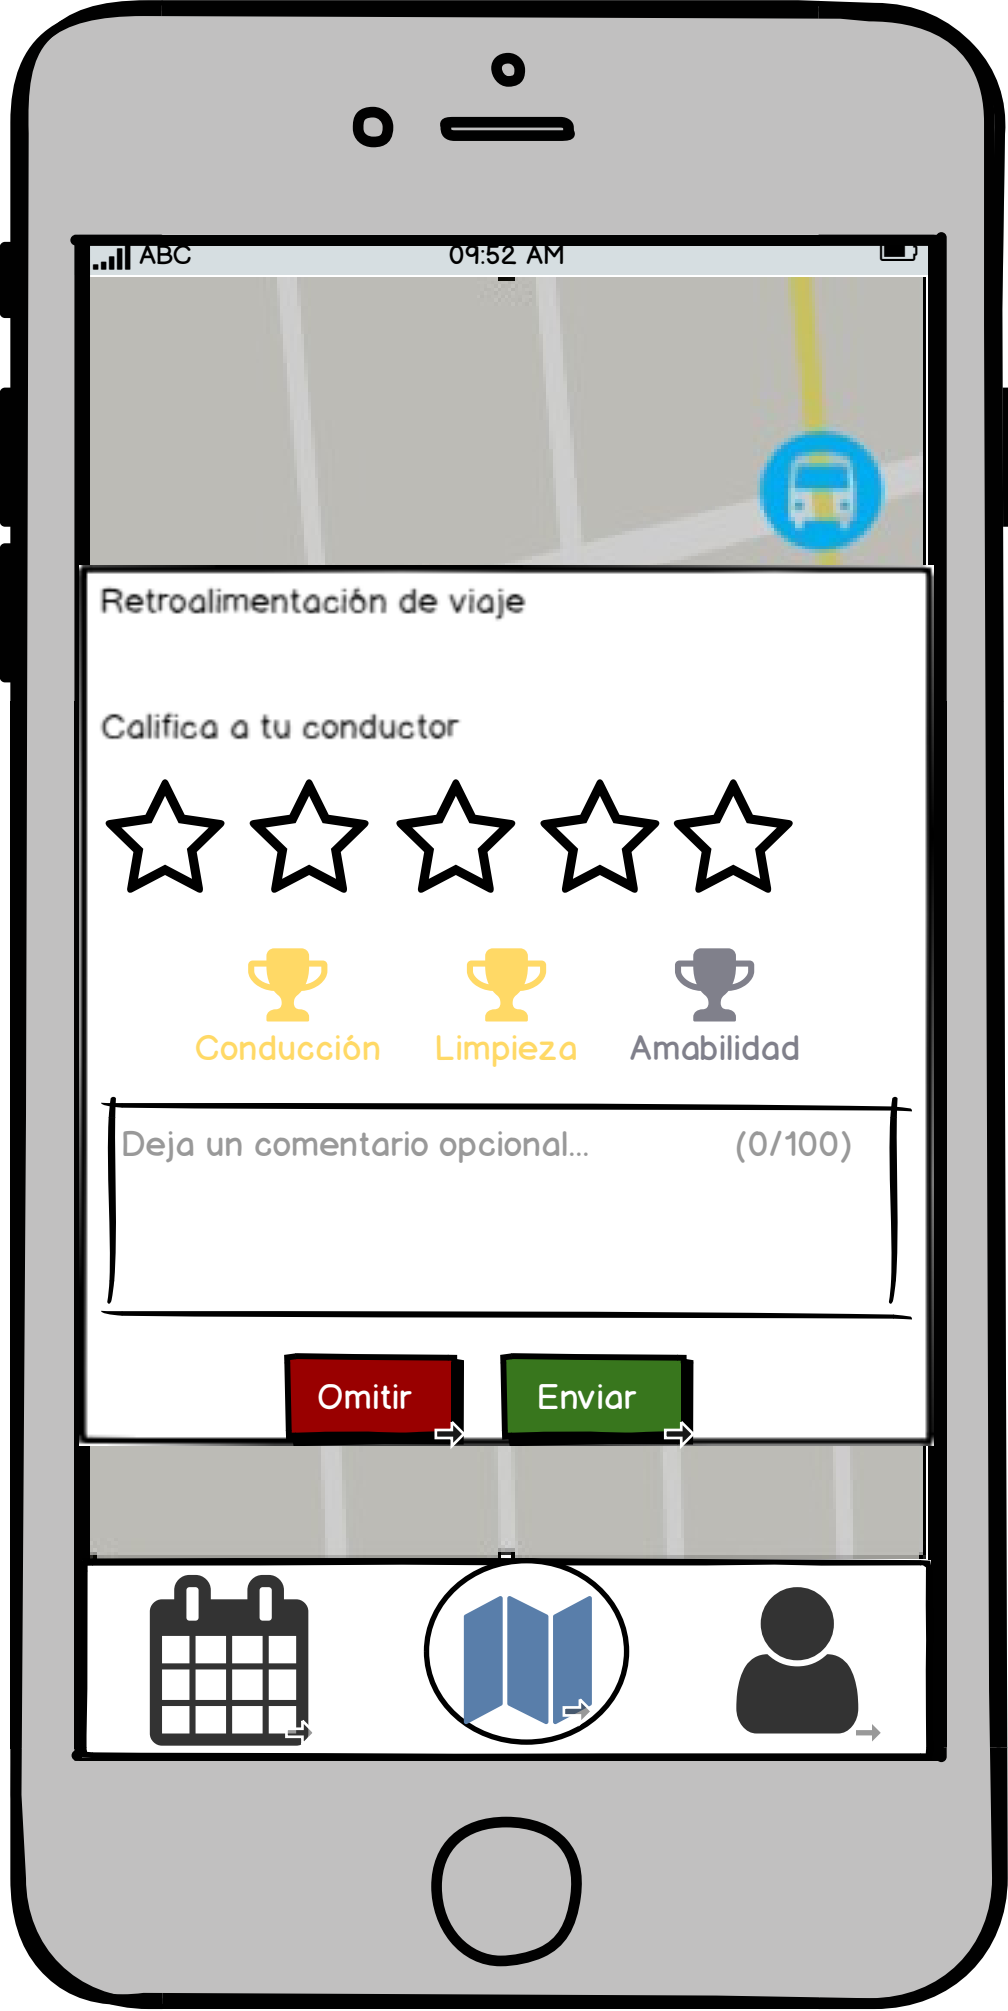 ABC 09:52 AM
Retroalimentación de viaje
Califica a tu conductor
Conducción Limpieza Amabilidad
Deja un comentario opcional... (0/100)
Omitir Enviar